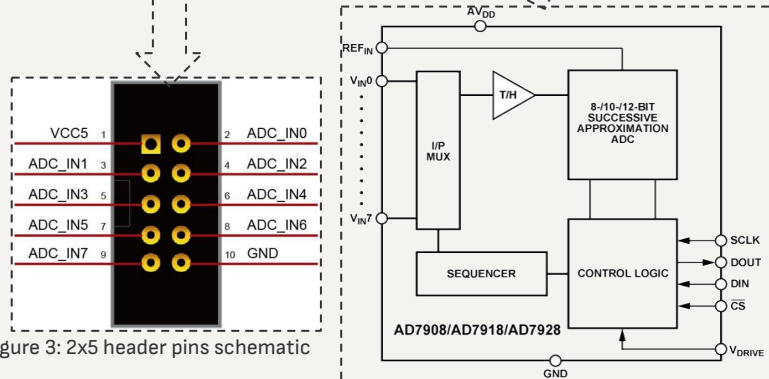 VCC5 1 2 ADC_IN0
ADC_IN1 3 4 ADC_IN2
ADC_IN3 5 6 ADC_IN4
ADC_IN5 7 8 ADC_IN6
ADC_IN7 9 10 GND
gure 3: 2x5 header pins schematic
AVDD
REFIN
VIN0
VIN7
I/P
MUX
T/H
8-/10-/12-BIT
SUCCESSIVE
APPROXIMATION
ADC
SEQUENCER
CONTROL LOGIC
SCLK
DOUT
DIN
CS
VDRIVE
AD7908/AD7918/AD7928
GND